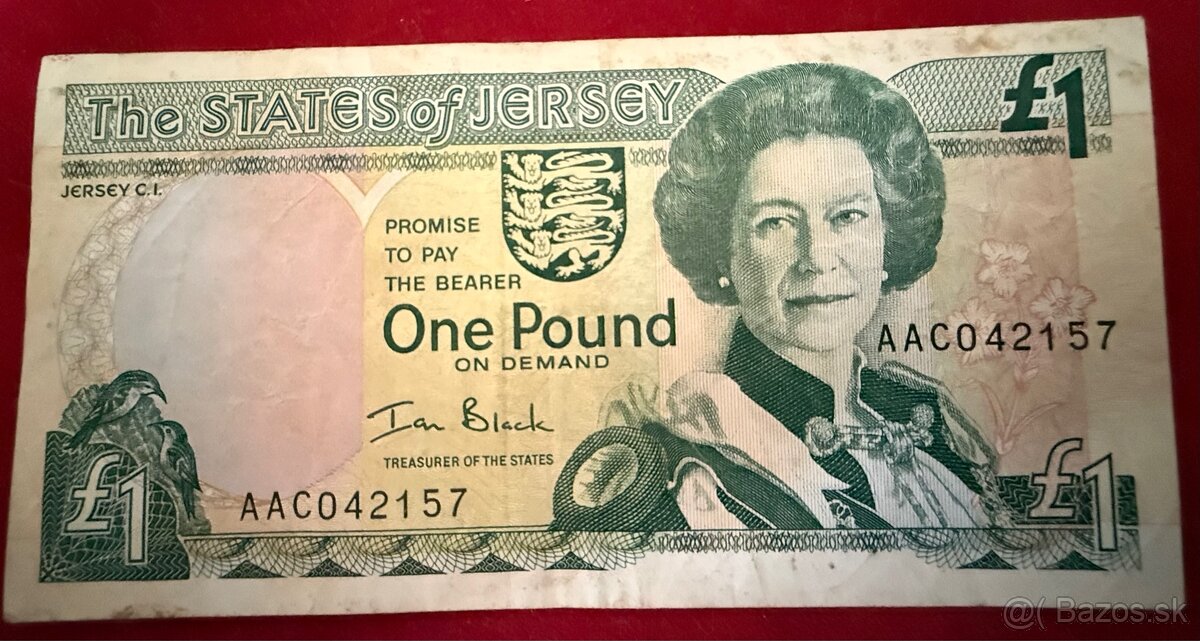 The STATES of JERSEY
£1
JERSEY C.I.
PROMISE
TO PAY
THE BEARER
One Pound
ON DEMAND
AAC042157
Ian Black
TREASURER OF THE STATES
AAC042157
£1
£1
@( Bazos.sk